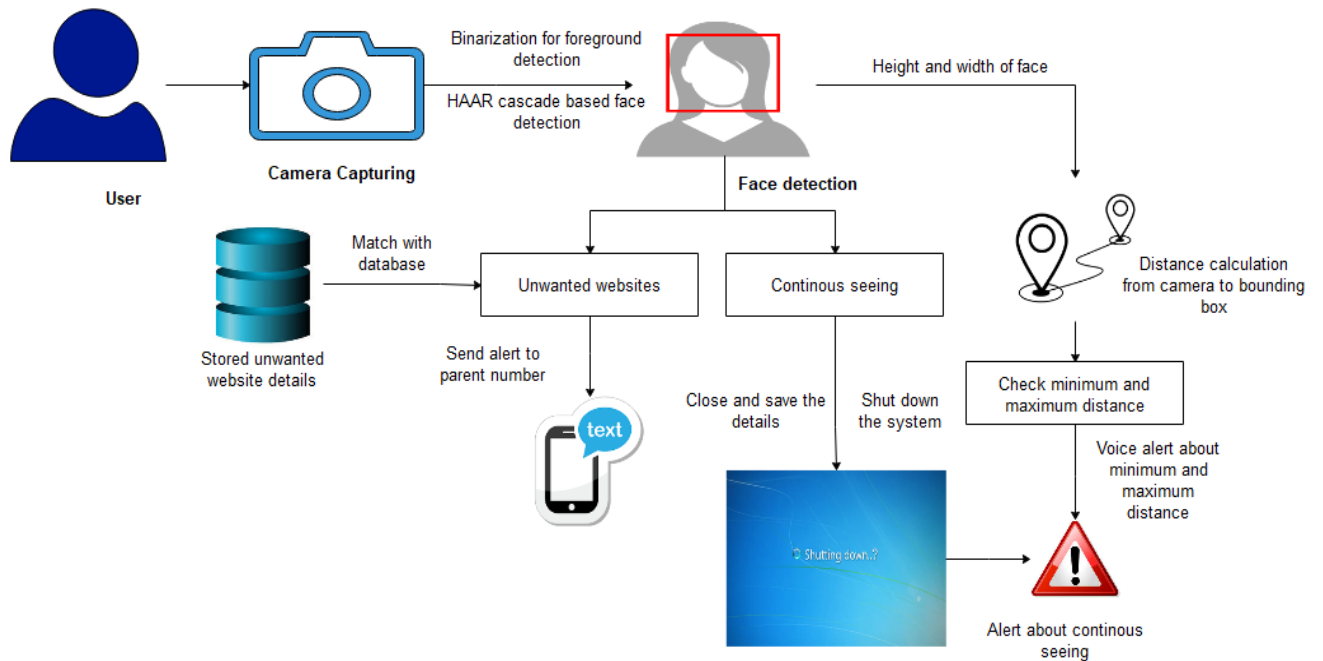 Binarization for foreground
detection
HAAR cascade based face
detection
Height and width of face
Camera Capturing
User
Face detection
Match with
database
Unwanted websites
Continous seeing
Distance calculation
from camera to bounding
box
Stored unwanted
website details
Send alert to
parent number
text
Close and save the
details
Shut down
the system
Check minimum and
maximum distance
Voice alert about
minimum and
maximum
distance
Shutting down..?
Alert about continous
seeing